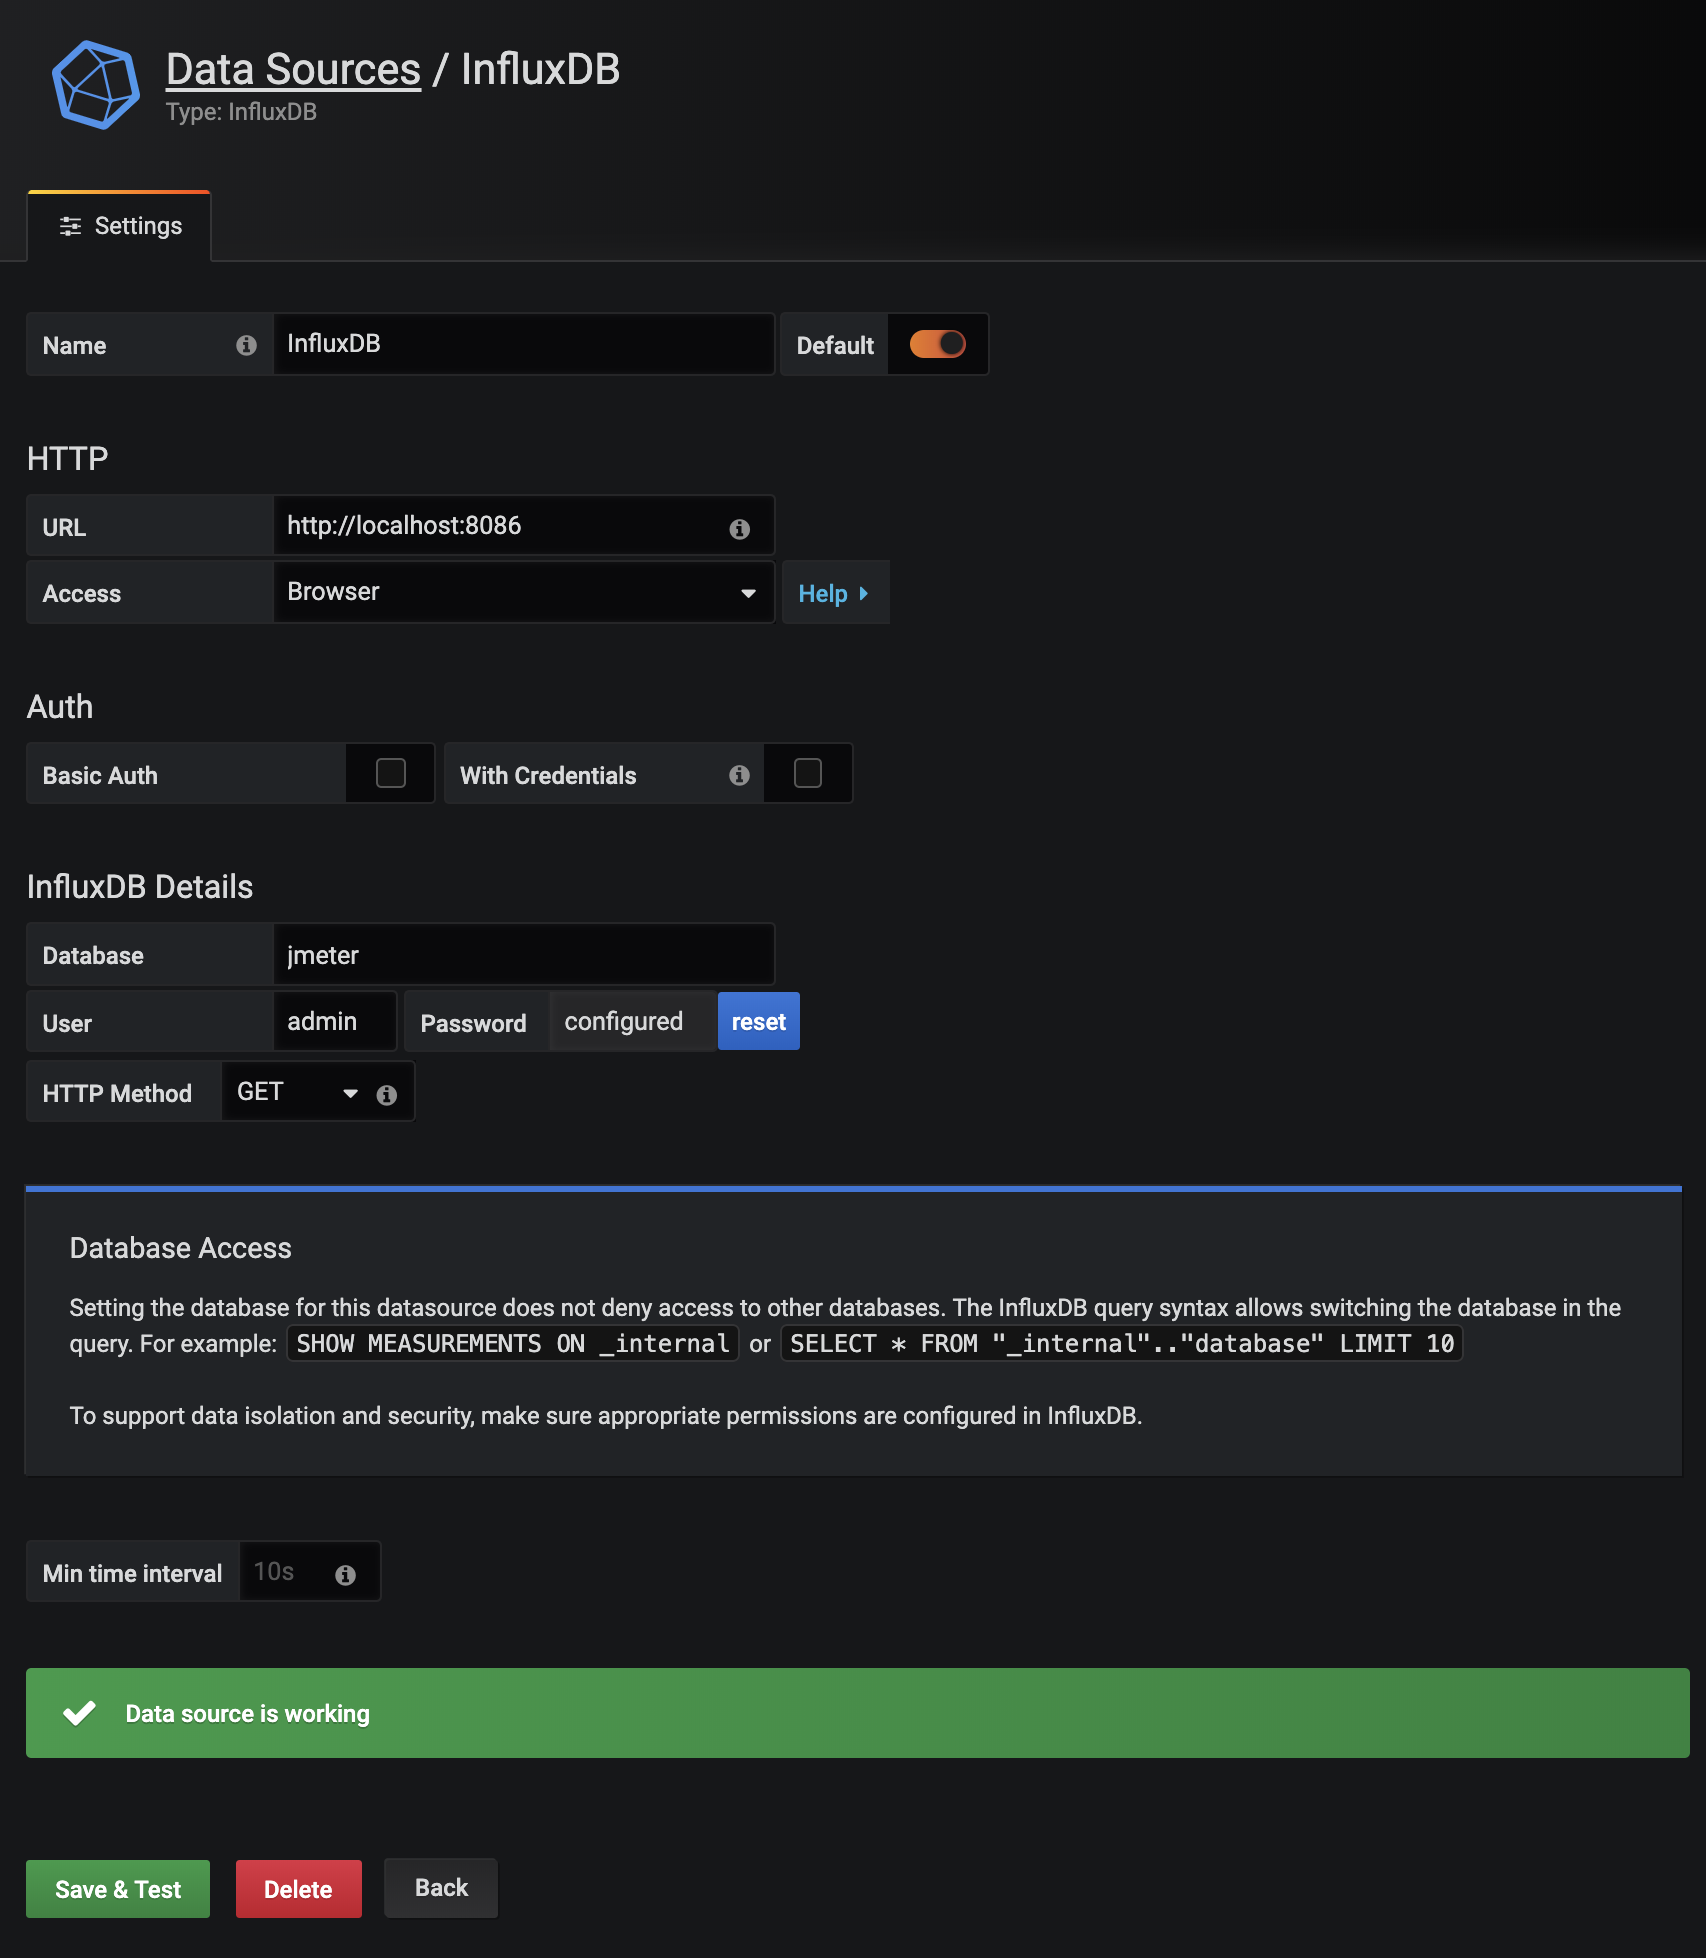 Data Sources / InfluxDB
Type: InfluxDB
Settings
Name InfluxDB Default
HTTP
URL http://localhost:8086
Access Browser Help
Auth
Basic Auth With Credentials
InfluxDB Details
Database jmeter
User admin Password configured reset
HTTP Method GET
Database Access
Setting the database for this datasource does not deny access to other databases. The InfluxDB query syntax allows switching the database in the
query. For example: SHOW MEASUREMENTS ON _internal or SELECT * FROM "_internal".."database" LIMIT 10
To support data isolation and security, make sure appropriate permissions are configured in InfluxDB.
Min time interval 10s
Data source is working
Save & Test Delete Back